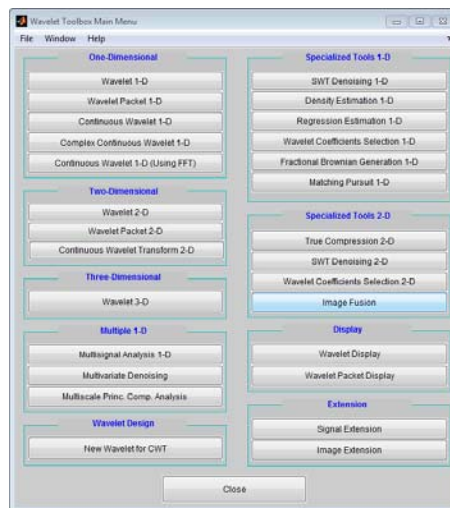 Wavelet Toolbox Main Menu
File Window Help
One-Dimensional
Wavelet 1-D
Wavelet Packet 1-D
Continuous Wavelet 1-D
Complex Continuous Wavelet 1-D
Continuous Wavelet 1-D (Using FFT)
Two-Dimensional
Wavelet 2-D
Wavelet Packet 2-D
Continuous Wavelet Transform 2-D
Three-Dimensional
Wavelet 3-D
Multiple 1-D
Multisignal Analysis 1-D
Multivariate Denoising
Multiscale Princ. Comp. Analysis
Wavelet Design
New Wavelet for CWT
Specialized Tools 1-D
SWT Denoising 1-D
Density Estimation 1-D
Regression Estimation 1-D
Wavelet Coefficients Selection 1-D
Fractional Brownian Generation 1-D
Matching Pursuit 1-D
Specialized Tools 2-D
True Compression 2-D
SWT Denoising 2-D
Wavelet Coefficients Selection 2-D
Image Fusion
Display
Wavelet Display
Wavelet Packet Display
Extension
Signal Extension
Image Extension
Close